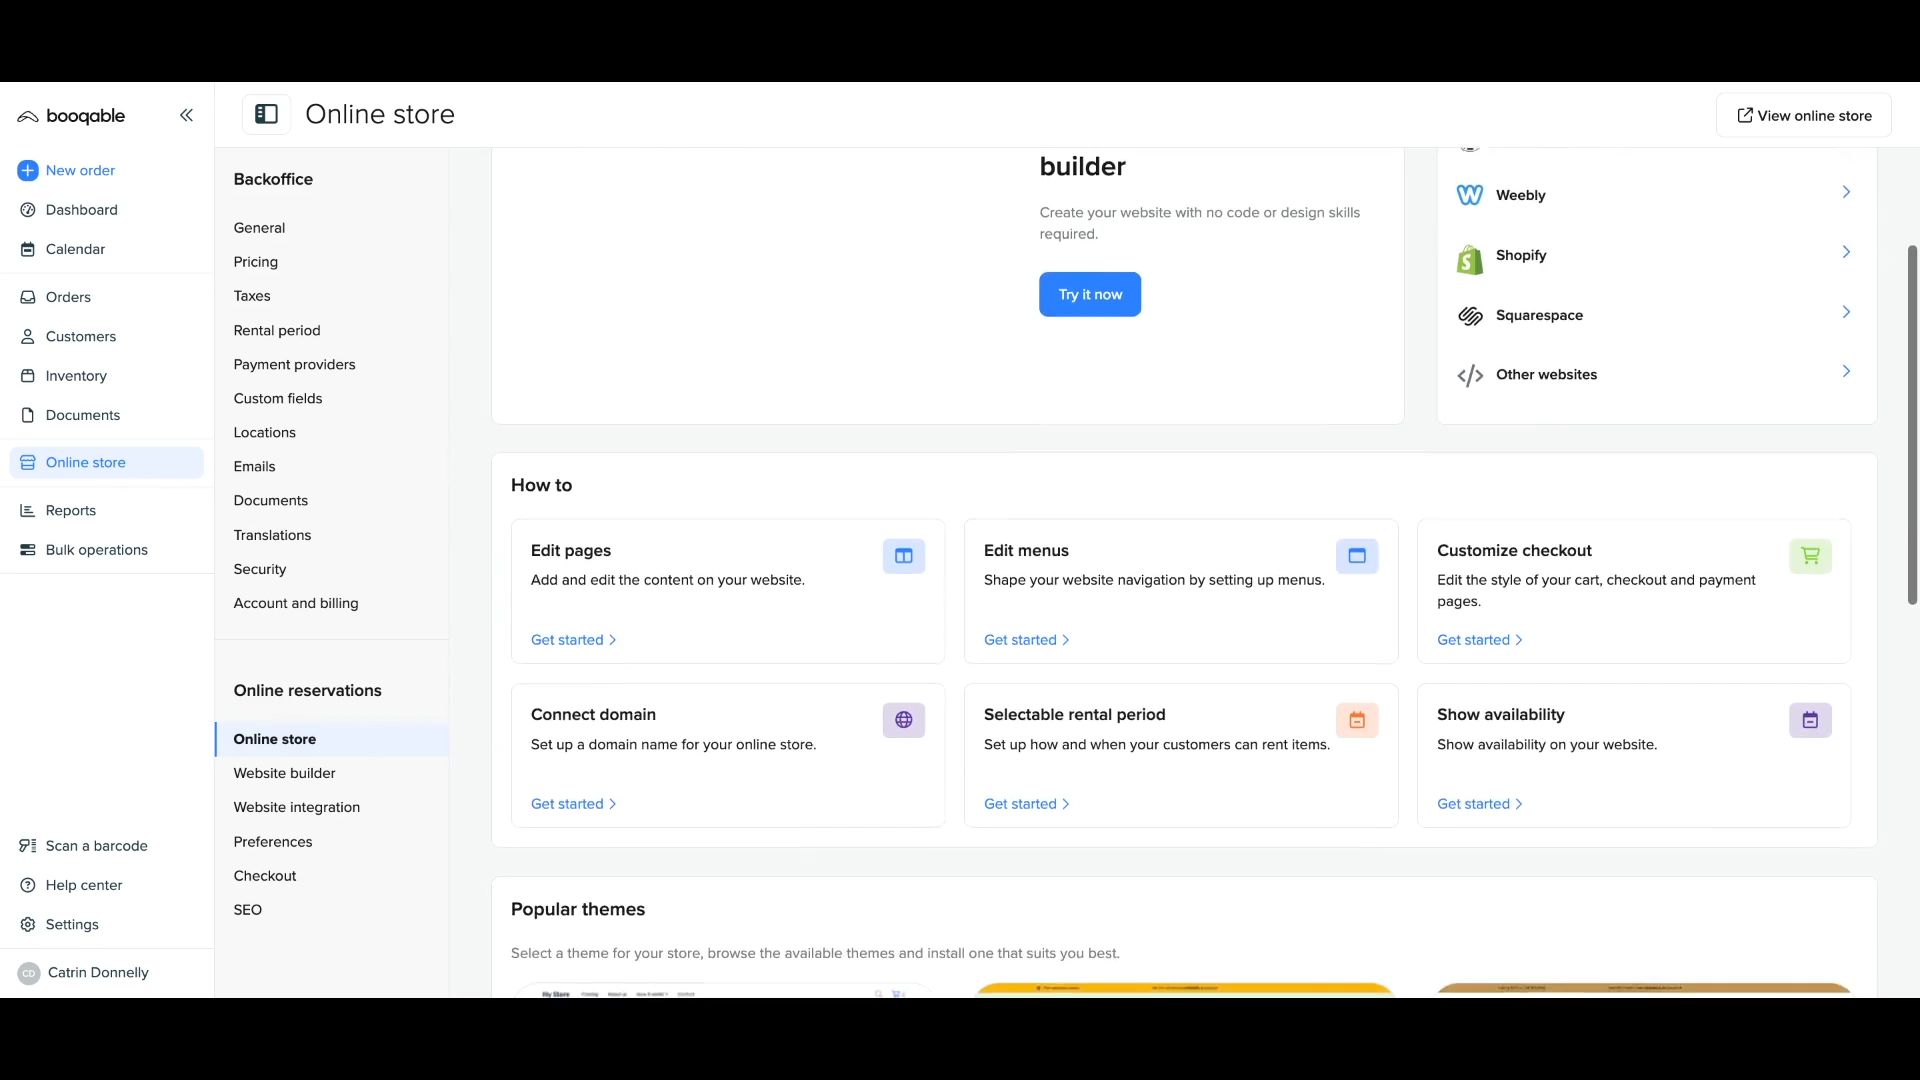 booqable
New order
Dashboard
Calendar
Orders
Customers
Inventory
Documents
Online store
Reports
Bulk operations
Scan a barcode
Help center
Settings
CD Catrin Donnelly
Online store
View online store
Backoffice
General
Pricing
Taxes
Rental period
Payment providers
Custom fields
Locations
Emails
Documents
Translations
Security
Account and billing
Online reservations
Online store
Website builder
Website integration
Preferences
Checkout
SEO
builder
Create your website with no code or design skills
required.
Try it now
Weebly
Shopify
Squarespace
Other websites
How to
Edit pages
Add and edit the content on your website.
Get started
Edit menus
Shape your website navigation by setting up menus.
Get started
Customize checkout
Edit the style of your cart, checkout and payment
pages.
Get started
Connect domain
Set up a domain name for your online store.
Get started
Selectable rental period
Set up how and when your customers can rent items.
Get started
Show availability
Show availability on your website.
Get started
Popular themes
Select a theme for your store, browse the available themes and install one that suits you best.
My Store